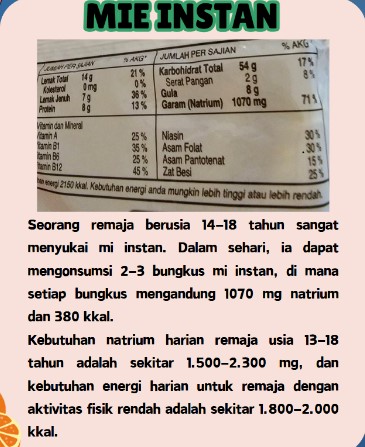 MIE INSTAN
JUMLAH PER SAJIAN % AKG* JUMLAH PER SAJIAN % AKG*
Lemak Total 14 g 21 % Karbohidrat Total 54 g 17 %
Kolesterol 0 mg 0 % Serat Pangan 2 g 8 %
Lemak Jenuh 7 g 36 % Gula 8 g
Protein 8 g 13 % Garam (Natrium) 1070 mg 71 %
Vitamin dan Mineral
Vitamin A 25 % Niasin 30 %
Vitamin B1 35 % Asam Folat 30 %
Vitamin B6 25 % Asam Pantotenat 15 %
Vitamin B12 45 % Zat Besi 25 %
energi 2150 kkal. Kebutuhan energi anda mungkin lebih tinggi atau lebih rendah.
Seorang remaja berusia 14–18 tahun sangat
menyukai mi instan. Dalam sehari, ia dapat
mengonsumsi 2–3 bungkus mi instan, di mana
setiap bungkus mengandung 1070 mg natrium
dan 380 kkal.
Kebutuhan natrium harian remaja usia 13–18
tahun adalah sekitar 1.500–2.300 mg, dan
kebutuhan energi harian untuk remaja dengan
aktivitas fisik rendah adalah sekitar 1.800–2.000
kkal.